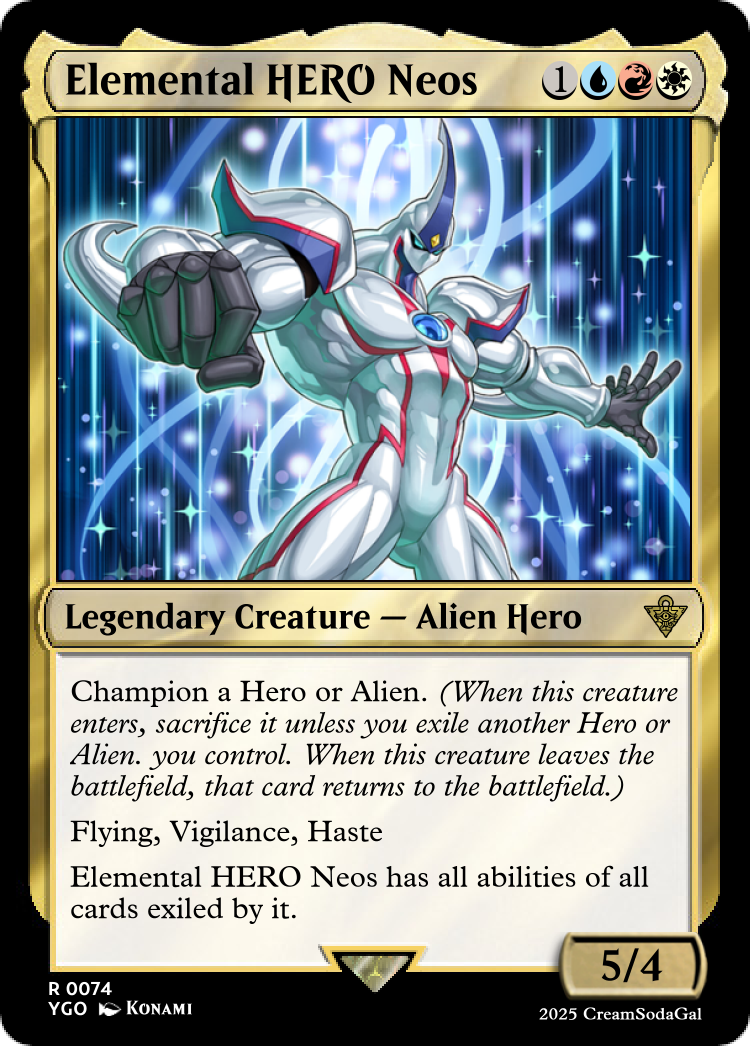 Elemental HERO Neos 1
Legendary Creature — Alien Hero
Champion a Hero or Alien. (When this creature
enters, sacrifice it unless you exile another Hero or
Alien. you control. When this creature leaves the
battlefield, that card returns to the battlefield.)
Flying, Vigilance, Haste
Elemental HERO Neos has all abilities of all
cards exiled by it.
5/4
R 0074
YGO KONAMI
2025 CreamSodaGal